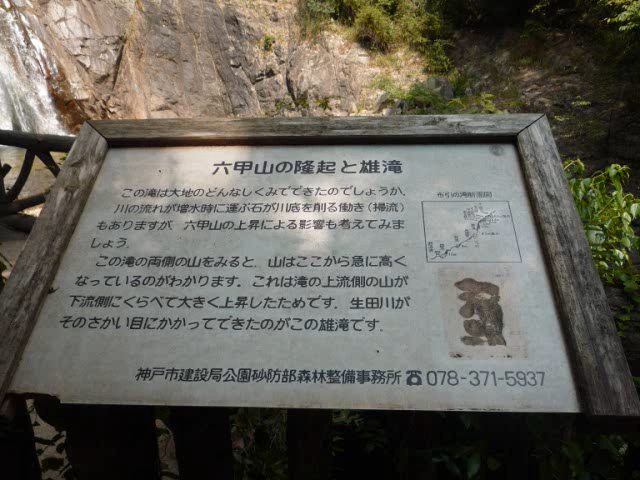 六甲山の隆起と雄滝
この滝は大地のどんなしくみでできたのでしょうか。
川の流れが増水時に運ぶ石が川底を削る働き(掃流)
もありますが、六甲山の上昇による影響も考えてみま
しょう。
この滝の両側の山をみると、山はここから急に高く
なっているのがわかります。これは滝の上流側の山が
下流側にくらべて大きく上昇したためです。生田川が
そのさかい目にかかってできたのがこの雄滝です。
布引の滝断面図
神戸市建設局公園砂防部森林整備事務所 ☎ 078-371-5937